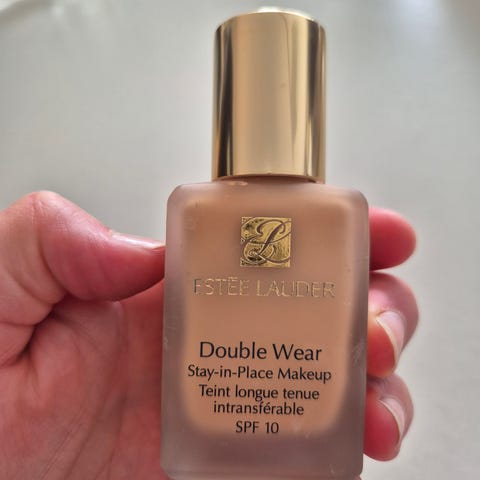 ESTĒE LAUDER
Double Wear
Stay-in-Place Makeup
Teint longue tenue
intransférable
SPF 10